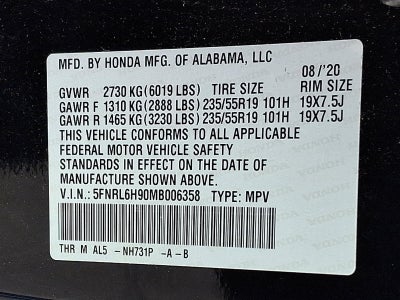 MFD. BY HONDA MFG. OF ALABAMA, LLC
08/'20
GVWR 2730 KG(6019 LBS) TIRE SIZE RIM SIZE
GAWR F 1310 KG(2888 LBS) 235/55R19 101H 19X7.5J
GAWR R 1465 KG(3230 LBS) 235/55R19 101H 19X7.5J
THIS VEHICLE CONFORMS TO ALL APPLICABLE
FEDERAL MOTOR VEHICLE SAFETY
STANDARDS IN EFFECT ON THE DATE OF
MANUFACTURE SHOWN ABOVE.
V.I.N.: 5FNRL6H90MB006358 TYPE: MPV
THR M AL5 -NH731P -A-B
HONDA